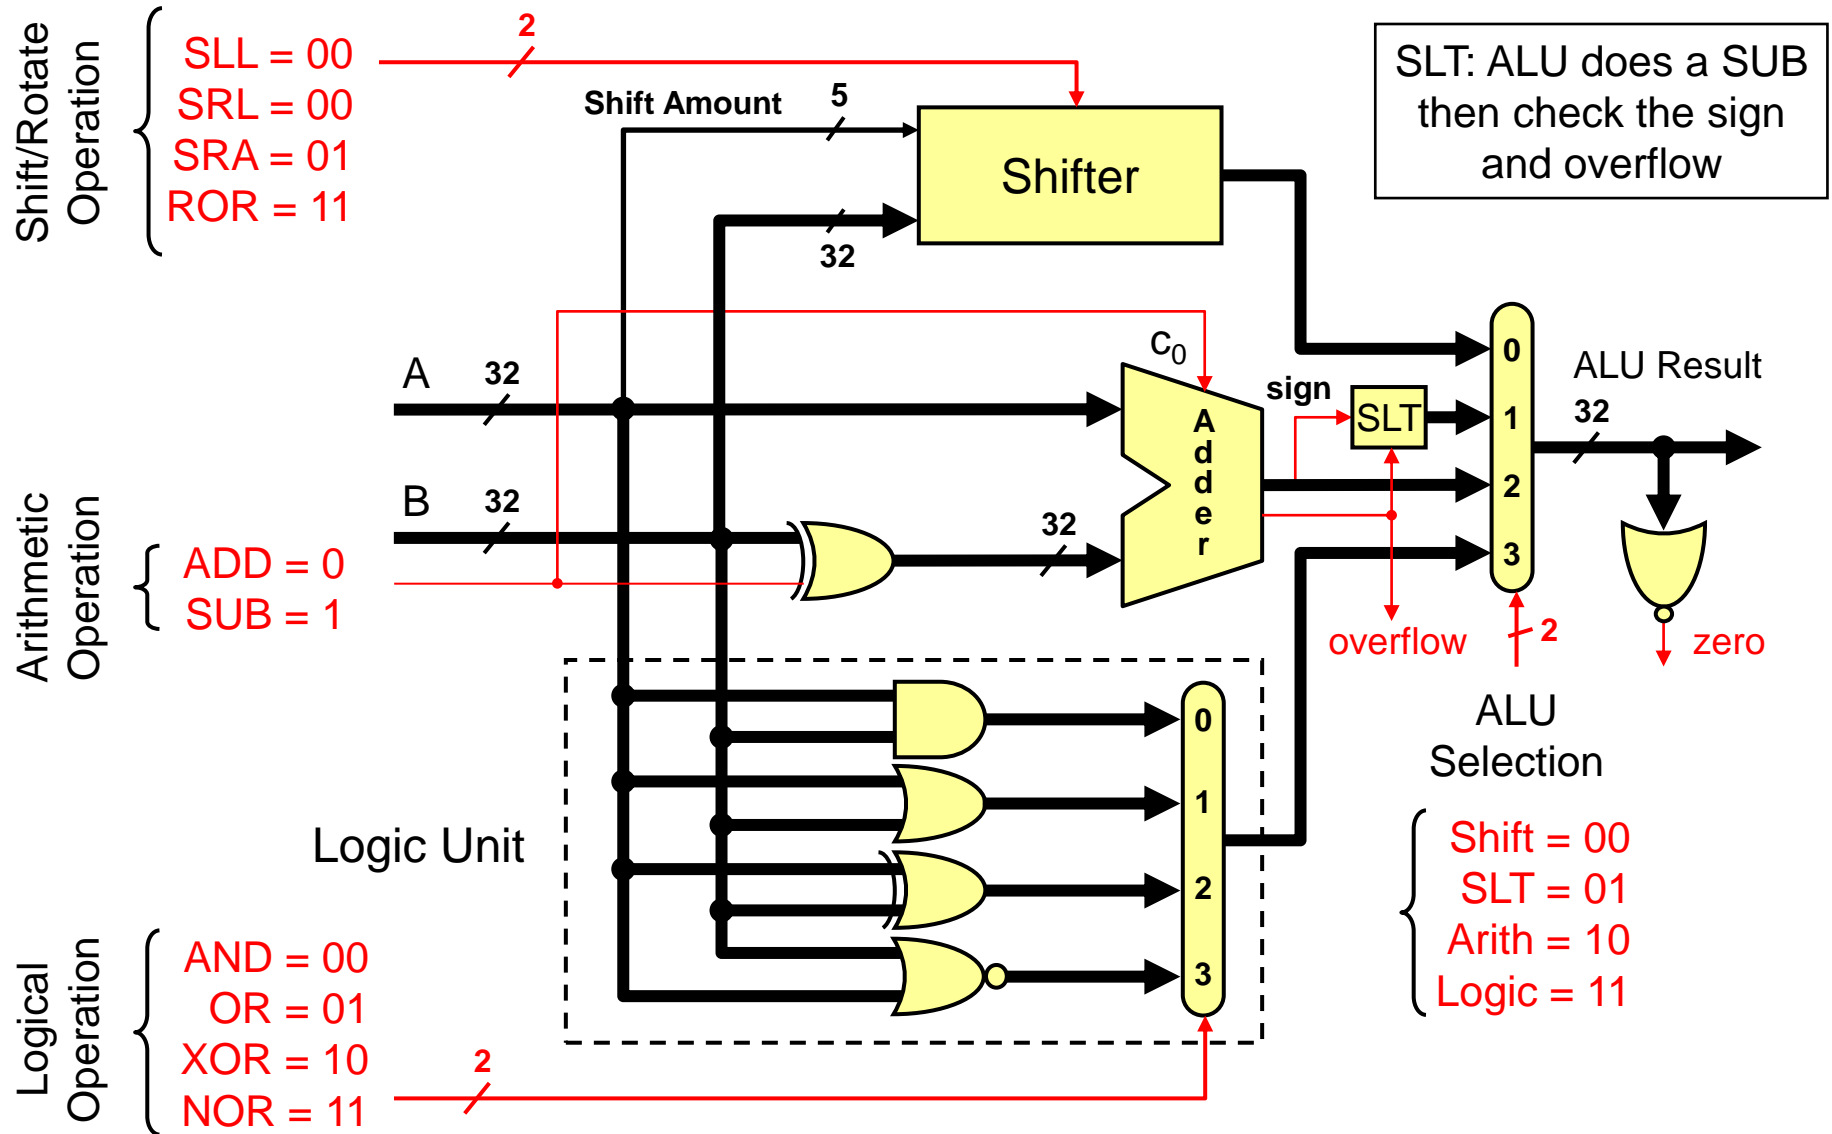 Shift/Rotate
Operation
SLL = 00
SRL = 00
SRA = 01
ROR = 11
2
Shift Amount
5
32
Shifter
SLT: ALU does a SUB
then check the sign
and overflow
A
32
B
32
c0
Adder
32
sign
SLT
0
1
2
3
ALU Result
32
overflow
2
zero
Arithmetic
Operation
ADD = 0
SUB = 1
ALU
Selection
Shift = 00
SLT = 01
Arith = 10
Logic = 11
Logic Unit
0
1
2
3
Logical
Operation
AND = 00
OR = 01
XOR = 10
NOR = 11
2